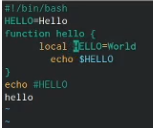 #!/bin/bash
HELLO=Hello
function hello {
local HELLO=World
echo $HELLO
}
echo #HELLO
hello
~
~